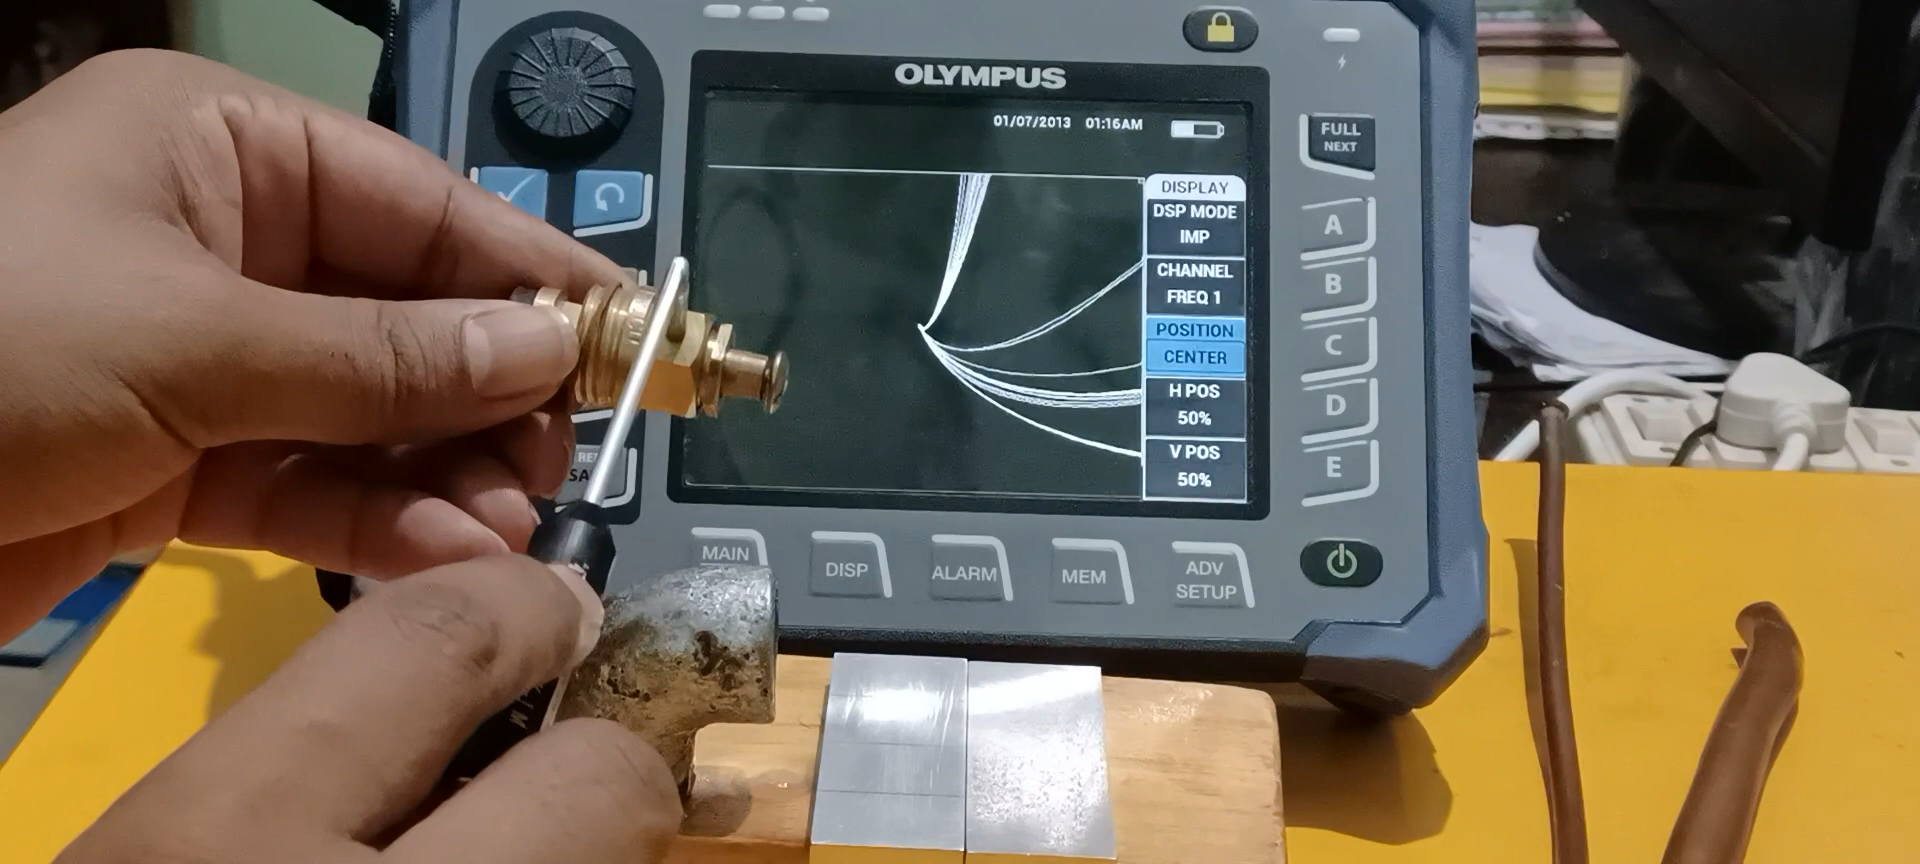 OLYMPUS
01/07/2013 01:16AM
DISPLAY
DSP MODE
IMP
CHANNEL
FREQ 1
POSITION
CENTER
H POS
50%
V POS
50%
FULL
NEXT
A
B
C
D
E
MAIN
DISP
ALARM
MEM
ADV
SETUP